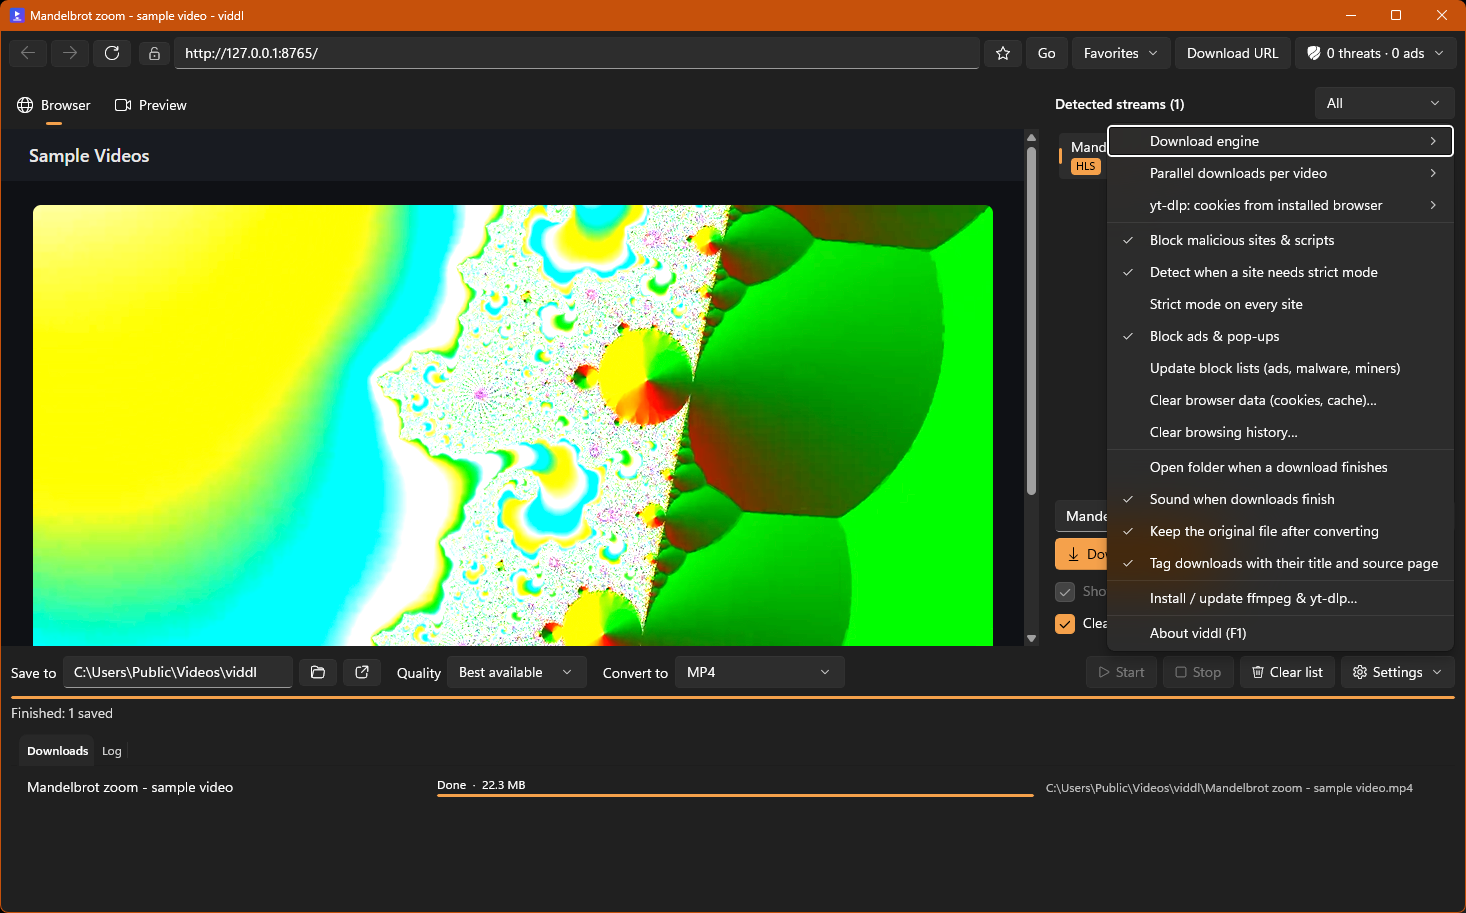 Mandelbrot zoom - sample video - viddl
http://127.0.0.1:8765/
Go
Favorites
Download URL
0 threats · 0 ads
Browser
Preview
Detected streams (1)
All
Sample Videos
Mand
HLS
Download engine
Parallel downloads per video
yt-dlp: cookies from installed browser
Block malicious sites & scripts
Detect when a site needs strict mode
Strict mode on every site
Block ads & pop-ups
Update block lists (ads, malware, miners)
Clear browser data (cookies, cache)...
Clear browsing history...
Open folder when a download finishes
Sound when downloads finish
Keep the original file after converting
Tag downloads with their title and source page
Install / update ffmpeg & yt-dlp...
About viddl (F1)
Mande
Dov
Sho
Clea
Save to
C:\Users\Public\Videos\viddl
Quality
Best available
Convert to
MP4
Start
Stop
Clear list
Settings
Finished: 1 saved
Downloads
Log
Mandelbrot zoom - sample video
Done · 22.3 MB
C:\Users\Public\Videos\viddl\Mandelbrot zoom - sample video.mp4